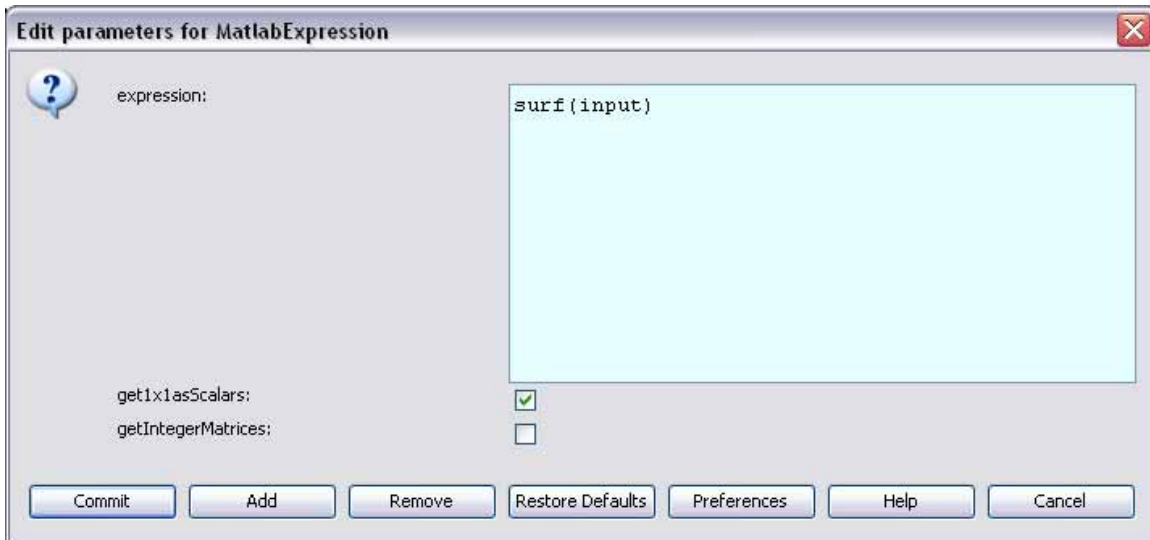 Edit parameters for MatlabExpression
expression:
surf(input)
get1x1asScalars:
getIntegerMatrices:
Commit Add Remove Restore Defaults Preferences Help Cancel